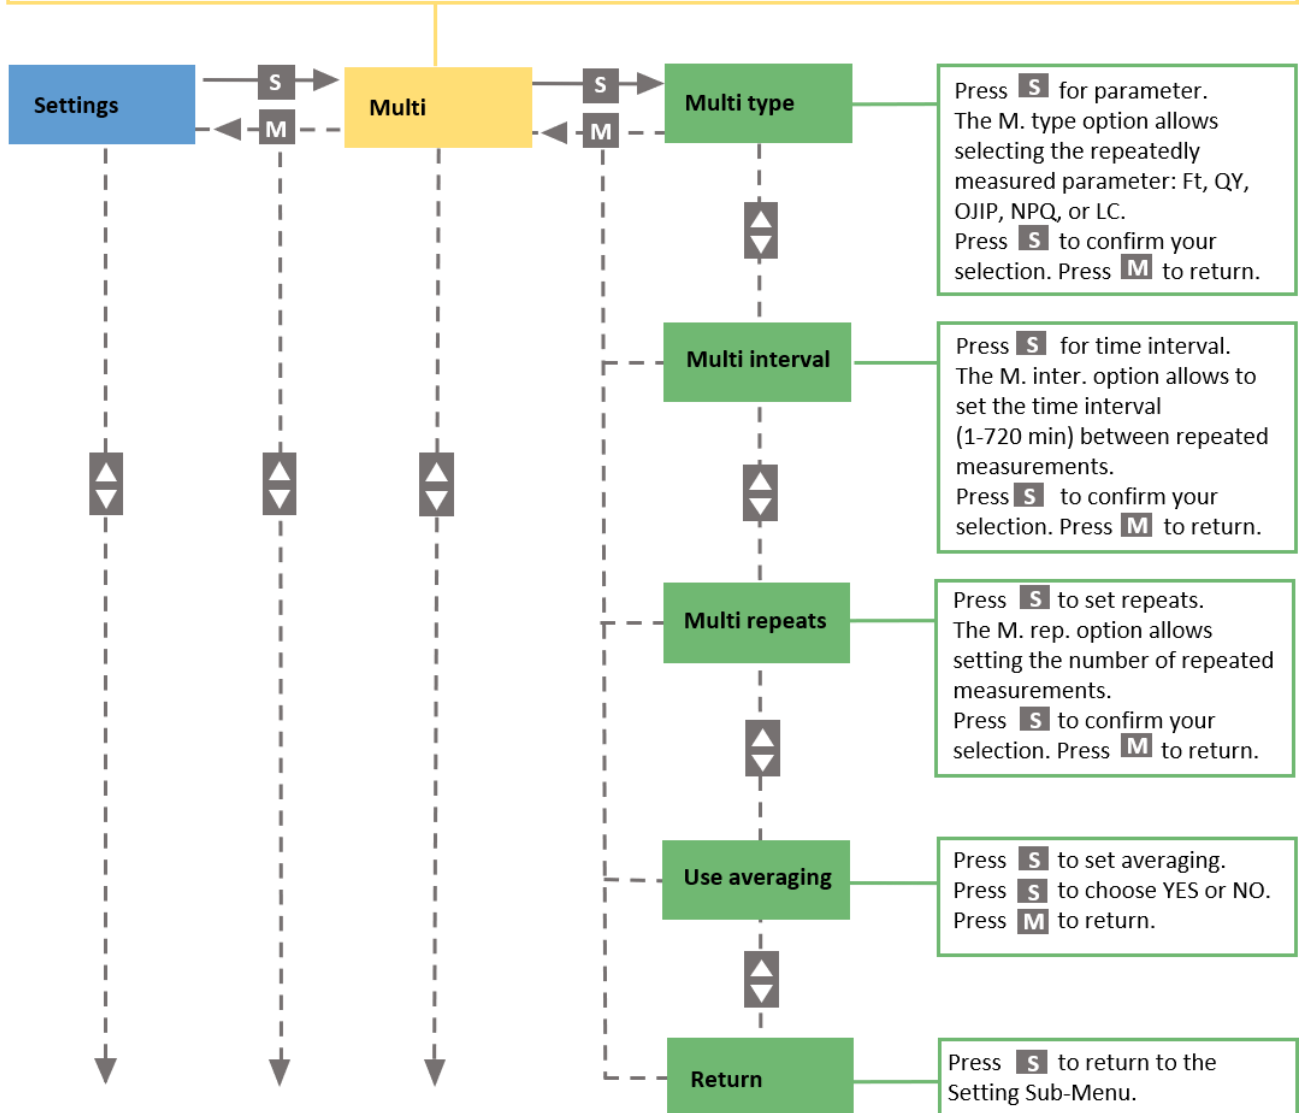 Settings
S
M
Multi
S
M
Multi type
Press S for parameter.
The M. type option allows
selecting the repeatedly
measured parameter: Ft, QY,
OJIP, NPQ, or LC.
Press S to confirm your
selection. Press M to return.
Multi interval
Press S for time interval.
The M. inter. option allows to
set the time interval
(1-720 min) between repeated
measurements.
Press S to confirm your
selection. Press M to return.
Multi repeats
Press S to set repeats.
The M. rep. option allows
setting the number of repeated
measurements.
Press S to confirm your
selection. Press M to return.
Use averaging
Press S to set averaging.
Press S to choose YES or NO.
Press M to return.
Return
Press S to return to the
Setting Sub-Menu.